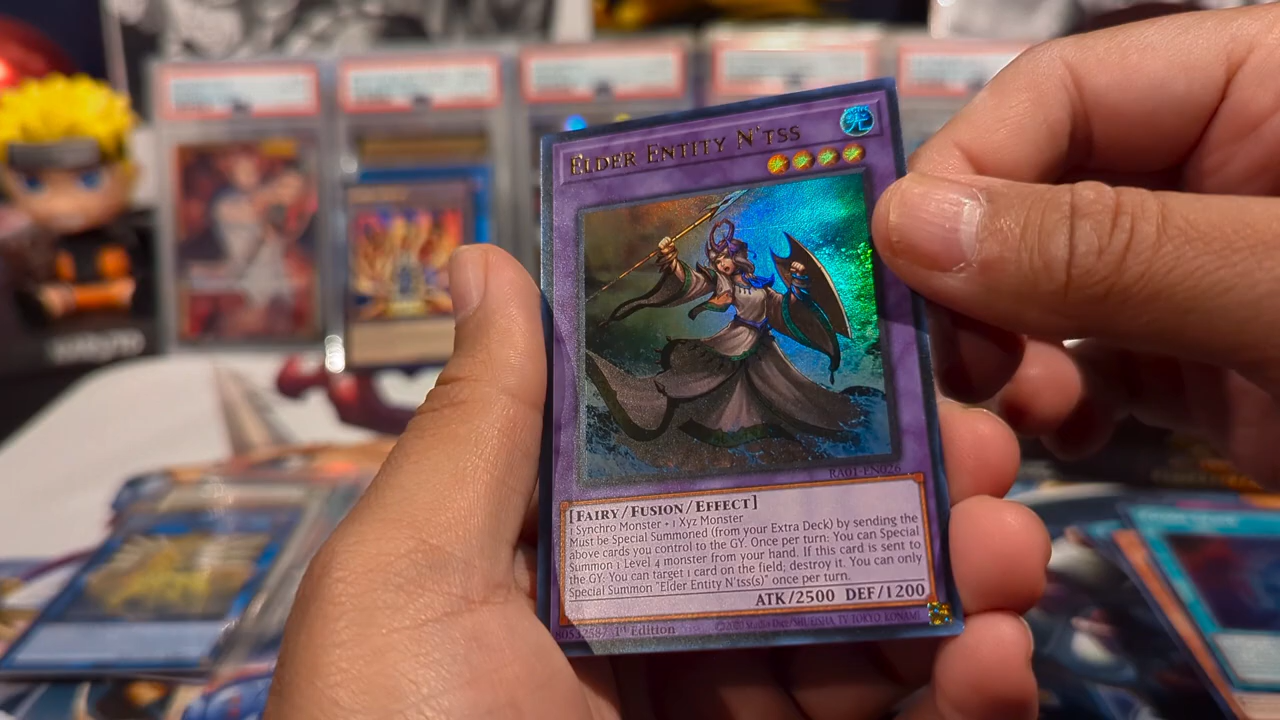 ELDER ENTITY N'TSS
RA01-EN026
[FAIRY/FUSION/EFFECT]
1 Synchro Monster + 1 Xyz Monster
Must be Special Summoned (from your Extra Deck) by sending the
above cards you control to the GY. Once per turn: You can Special
Summon 1 Level 4 monster from your hand. If this card is sent to
the GY: You can target 1 card on the field; destroy it. You can only
Special Summon "Elder Entity N'tss(s)" once per turn.
ATK/2500 DEF/1200
80532587 1st Edition